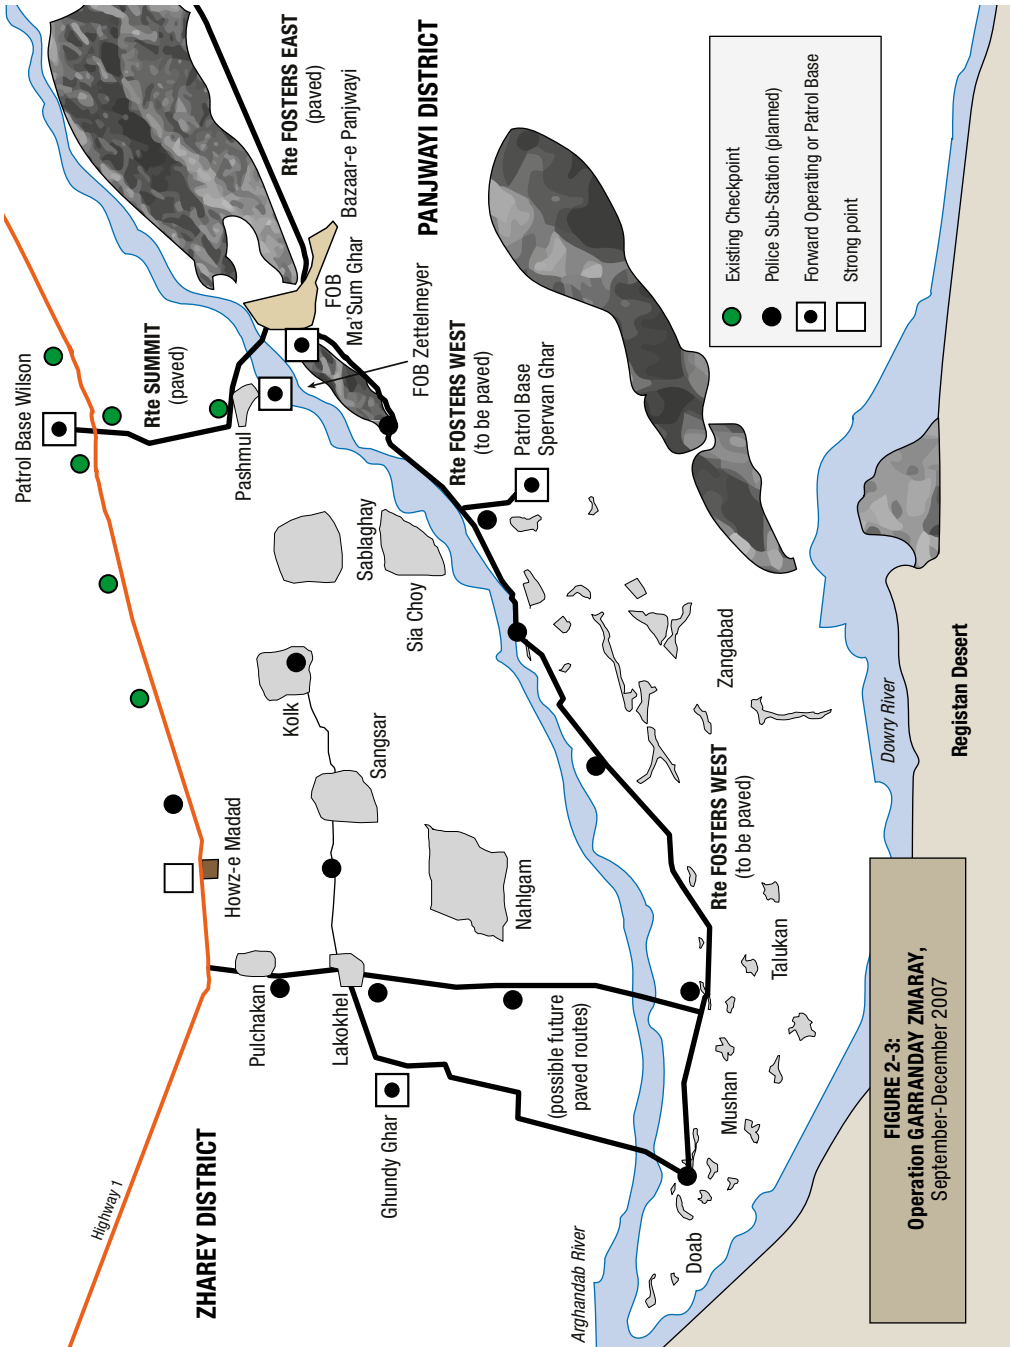 Highway 1
ZHAREY DISTRICT
Pulchakan
Lakokhel
Ghundy Ghar
Howz-e Madad
Kolk
Sangsar
Nahlgam
(possible future
paved routes)
Patrol Base Wilson
Rte SUMMIT
(paved)
Pashmul
Sablaghay
Sia Choy
Rte FOSTERS EAST
(paved)
Bazaar-e Panjwayi
FOB
Ma'Sum Ghar
FOB Zettelmeyer
PANJWAYI DISTRICT
Rte FOSTERS WEST
(to be paved)
Patrol Base
Sperwan Ghar
Zangabad
Rte FOSTERS WEST
(to be paved)
Talukan
Mushan
Doab
Arghandab River
Dowry River
Registan Desert
Existing Checkpoint
Police Sub-Station (planned)
Forward Operating or Patrol Base
Strong point
FIGURE 2-3:
Operation GARRANDAY ZMARAY,
September-December 2007